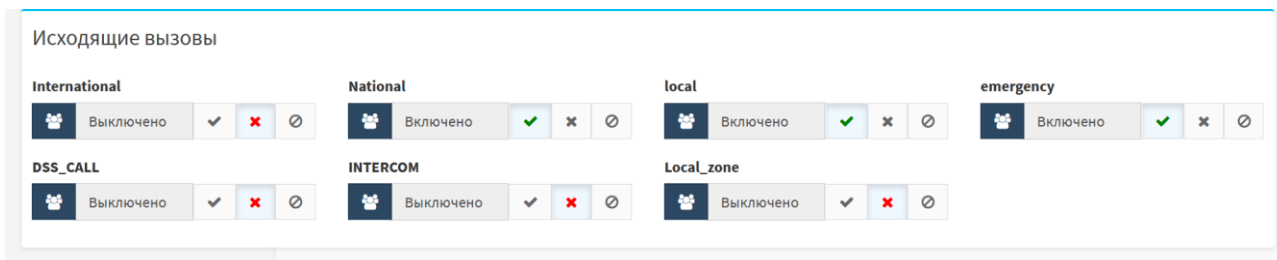 Исходящие вызовы
International National local emergency
Выключено Включено Включено Включено
DSS_CALL INTERCOM Local_zone
Выключено Выключено Выключено